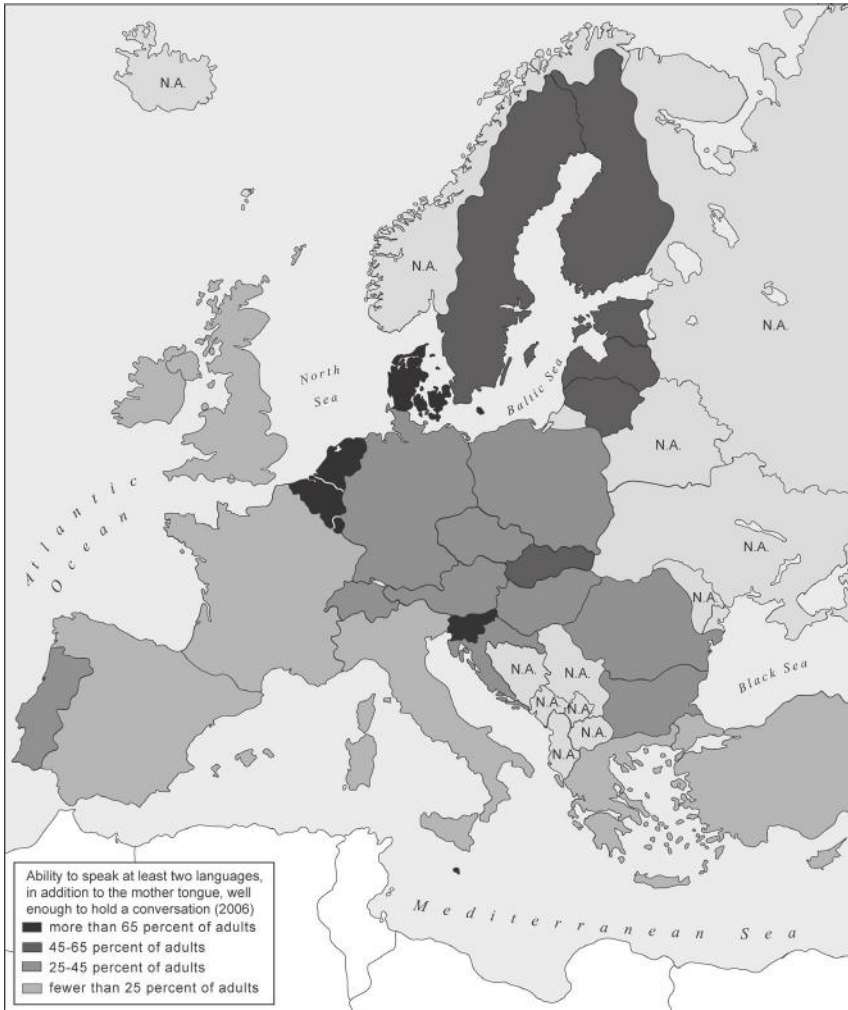 N.A.
N.A.
N.A.
North
Sea
Baltic Sea
N.A.
Atlantic
Ocean
N.A.
N.A.
N.A.
N.A.
N.A.
N.A.
N.A.
N.A.
Black Sea
Mediterranean Sea
Ability to speak at least two languages,
in addition to the mother tongue, well
enough to hold a conversation (2006)
more than 65 percent of adults
45-65 percent of adults
25-45 percent of adults
fewer than 25 percent of adults